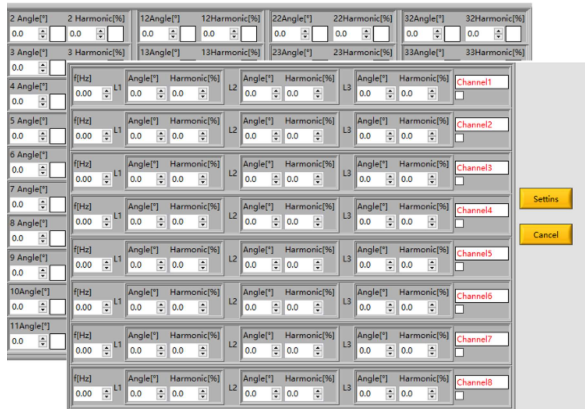 2 Angle[°] 2 Harmonic[%] 12Angle[°] 12Harmonic[%] 22Angle[°] 22Harmonic[%] 32Angle[°] 32Harmonic[%]
0.0 0.0 0.0 0.0 0.0 0.0 0.0 0.0
3 Angle[°] 3 Harmonic[%] 13Angle[°] 13Harmonic[%] 23Angle[°] 23Harmonic[%] 33Angle[°] 33Harmonic[%]
0.0
4 Angle[°]
0.0
5 Angle[°]
0.0
6 Angle[°]
0.0
7 Angle[°]
0.0
8 Angle[°]
0.0
9 Angle[°]
0.0
10Angle[°]
0.0
11Angle[°]
0.0
f[Hz] Angle[°] Harmonic[%] Angle[°] Harmonic[%] Angle[°] Harmonic[%] Channel1
0.00 L1 0.0 0.0 L2 0.0 0.0 L3 0.0 0.0
f[Hz] Angle[°] Harmonic[%] Angle[°] Harmonic[%] Angle[°] Harmonic[%] Channel2
0.00 L1 0.0 0.0 L2 0.0 0.0 L3 0.0 0.0
f[Hz] Angle[°] Harmonic[%] Angle[°] Harmonic[%] Angle[°] Harmonic[%] Channel3
0.00 L1 0.0 0.0 L2 0.0 0.0 L3 0.0 0.0
f[Hz] Angle[°] Harmonic[%] Angle[°] Harmonic[%] Angle[°] Harmonic[%] Channel4
0.00 L1 0.0 0.0 L2 0.0 0.0 L3 0.0 0.0
f[Hz] Angle[°] Harmonic[%] Angle[°] Harmonic[%] Angle[°] Harmonic[%] Channel5
0.00 L1 0.0 0.0 L2 0.0 0.0 L3 0.0 0.0
f[Hz] Angle[°] Harmonic[%] Angle[°] Harmonic[%] Angle[°] Harmonic[%] Channel6
0.00 L1 0.0 0.0 L2 0.0 0.0 L3 0.0 0.0
f[Hz] Angle[°] Harmonic[%] Angle[°] Harmonic[%] Angle[°] Harmonic[%] Channel7
0.00 L1 0.0 0.0 L2 0.0 0.0 L3 0.0 0.0
f[Hz] Angle[°] Harmonic[%] Angle[°] Harmonic[%] Angle[°] Harmonic[%] Channel8
0.00 L1 0.0 0.0 L2 0.0 0.0 L3 0.0 0.0
Settins
Cancel